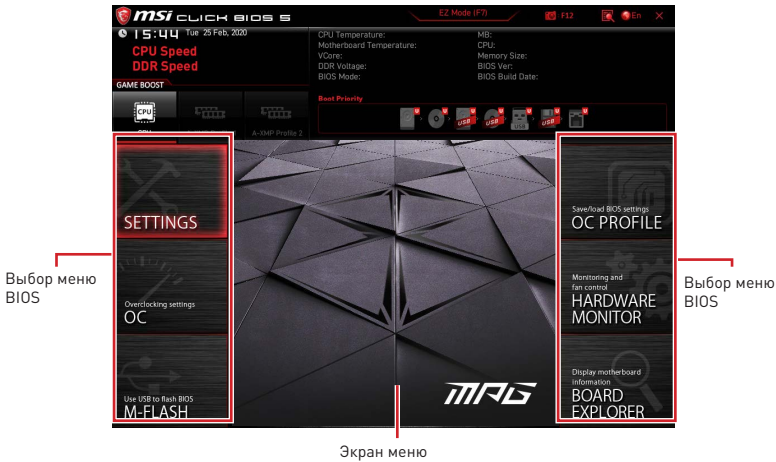 msi CLICK BIOS 5
EZ Mode (F7)
F12
En
15:44 Tue 25 Feb, 2020
CPU Speed
DDR Speed
CPU Temperature:
Motherboard Temperature:
VCore:
DDR Voltage:
BIOS Mode:
MB:
CPU:
Memory Size:
BIOS Ver:
BIOS Build Date:
GAME BOOST
CPU
Boot Priority
U U U U U U U
USB USB USB USB
A-XMP Profile 2
SETTINGS
Overclocking settings
OC
Use USB to flash BIOS
M-FLASH
Save/load BIOS settings
OC PROFILE
Monitoring and
fan control
HARDWARE
MONITOR
Display motherboard
information
BOARD
EXPLORER
MPG
Выбор меню
BIOS
Выбор меню
BIOS
Экран меню